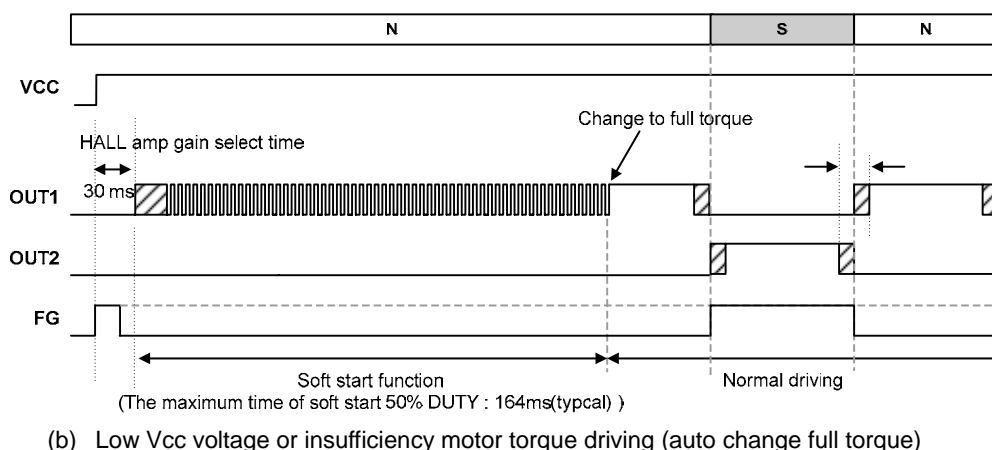 N S N
VCC
Change to full torque
HALL amp gain select time
30 ms
OUT1
OUT2
FG
Soft start function
Normal driving
(The maximum time of soft start 50% DUTY : 164ms(typcal) )
(b) Low Vcc voltage or insufficiency motor torque driving (auto change full torque)